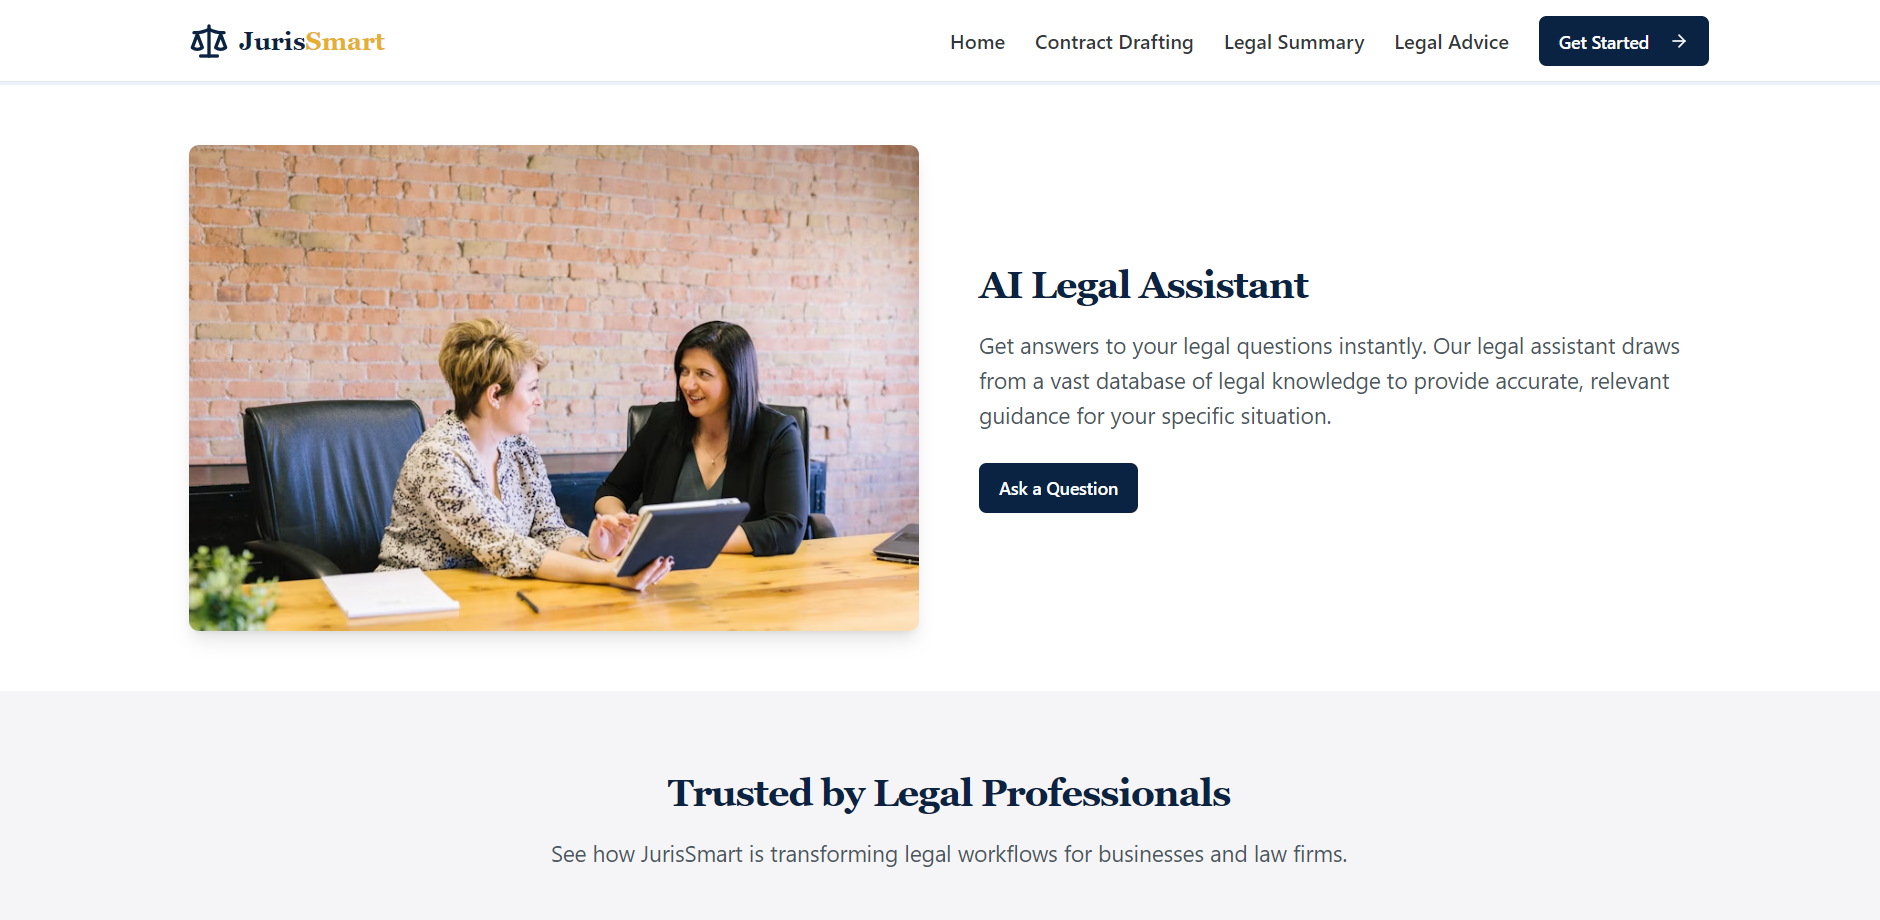 JurisSmart
Home
Contract Drafting
Legal Summary
Legal Advice
Get Started
AI Legal Assistant
Get answers to your legal questions instantly. Our legal assistant draws
from a vast database of legal knowledge to provide accurate, relevant
guidance for your specific situation.
Ask a Question
Trusted by Legal Professionals
See how JurisSmart is transforming legal workflows for businesses and law firms.